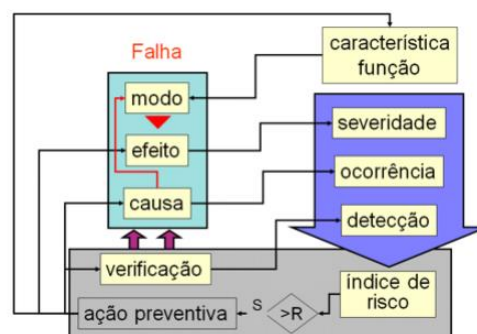 Falha
característica
função
modo
severidade
efeito
ocorrência
causa
detecção
verificação
índice de
risco
ação preventiva
S
>R